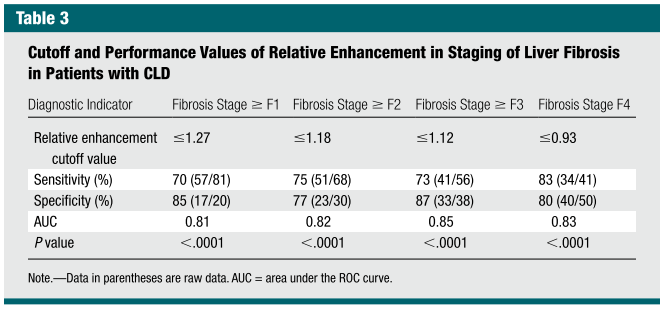 Table 3
Cutoff and Performance Values of Relative Enhancement in Staging of Liver Fibrosis
in Patients with CLD
Diagnostic Indicator Fibrosis Stage ≥ F1 Fibrosis Stage ≥ F2 Fibrosis Stage ≥ F3 Fibrosis Stage F4
Relative enhancement ≤1.27 ≤1.18 ≤1.12 ≤0.93
cutoff value
Sensitivity (%) 70 (57/81) 75 (51/68) 73 (41/56) 83 (34/41)
Specificity (%) 85 (17/20) 77 (23/30) 87 (33/38) 80 (40/50)
AUC 0.81 0.82 0.85 0.83
P value <.0001 <.0001 <.0001 <.0001
Note.—Data in parentheses are raw data. AUC = area under the ROC curve.